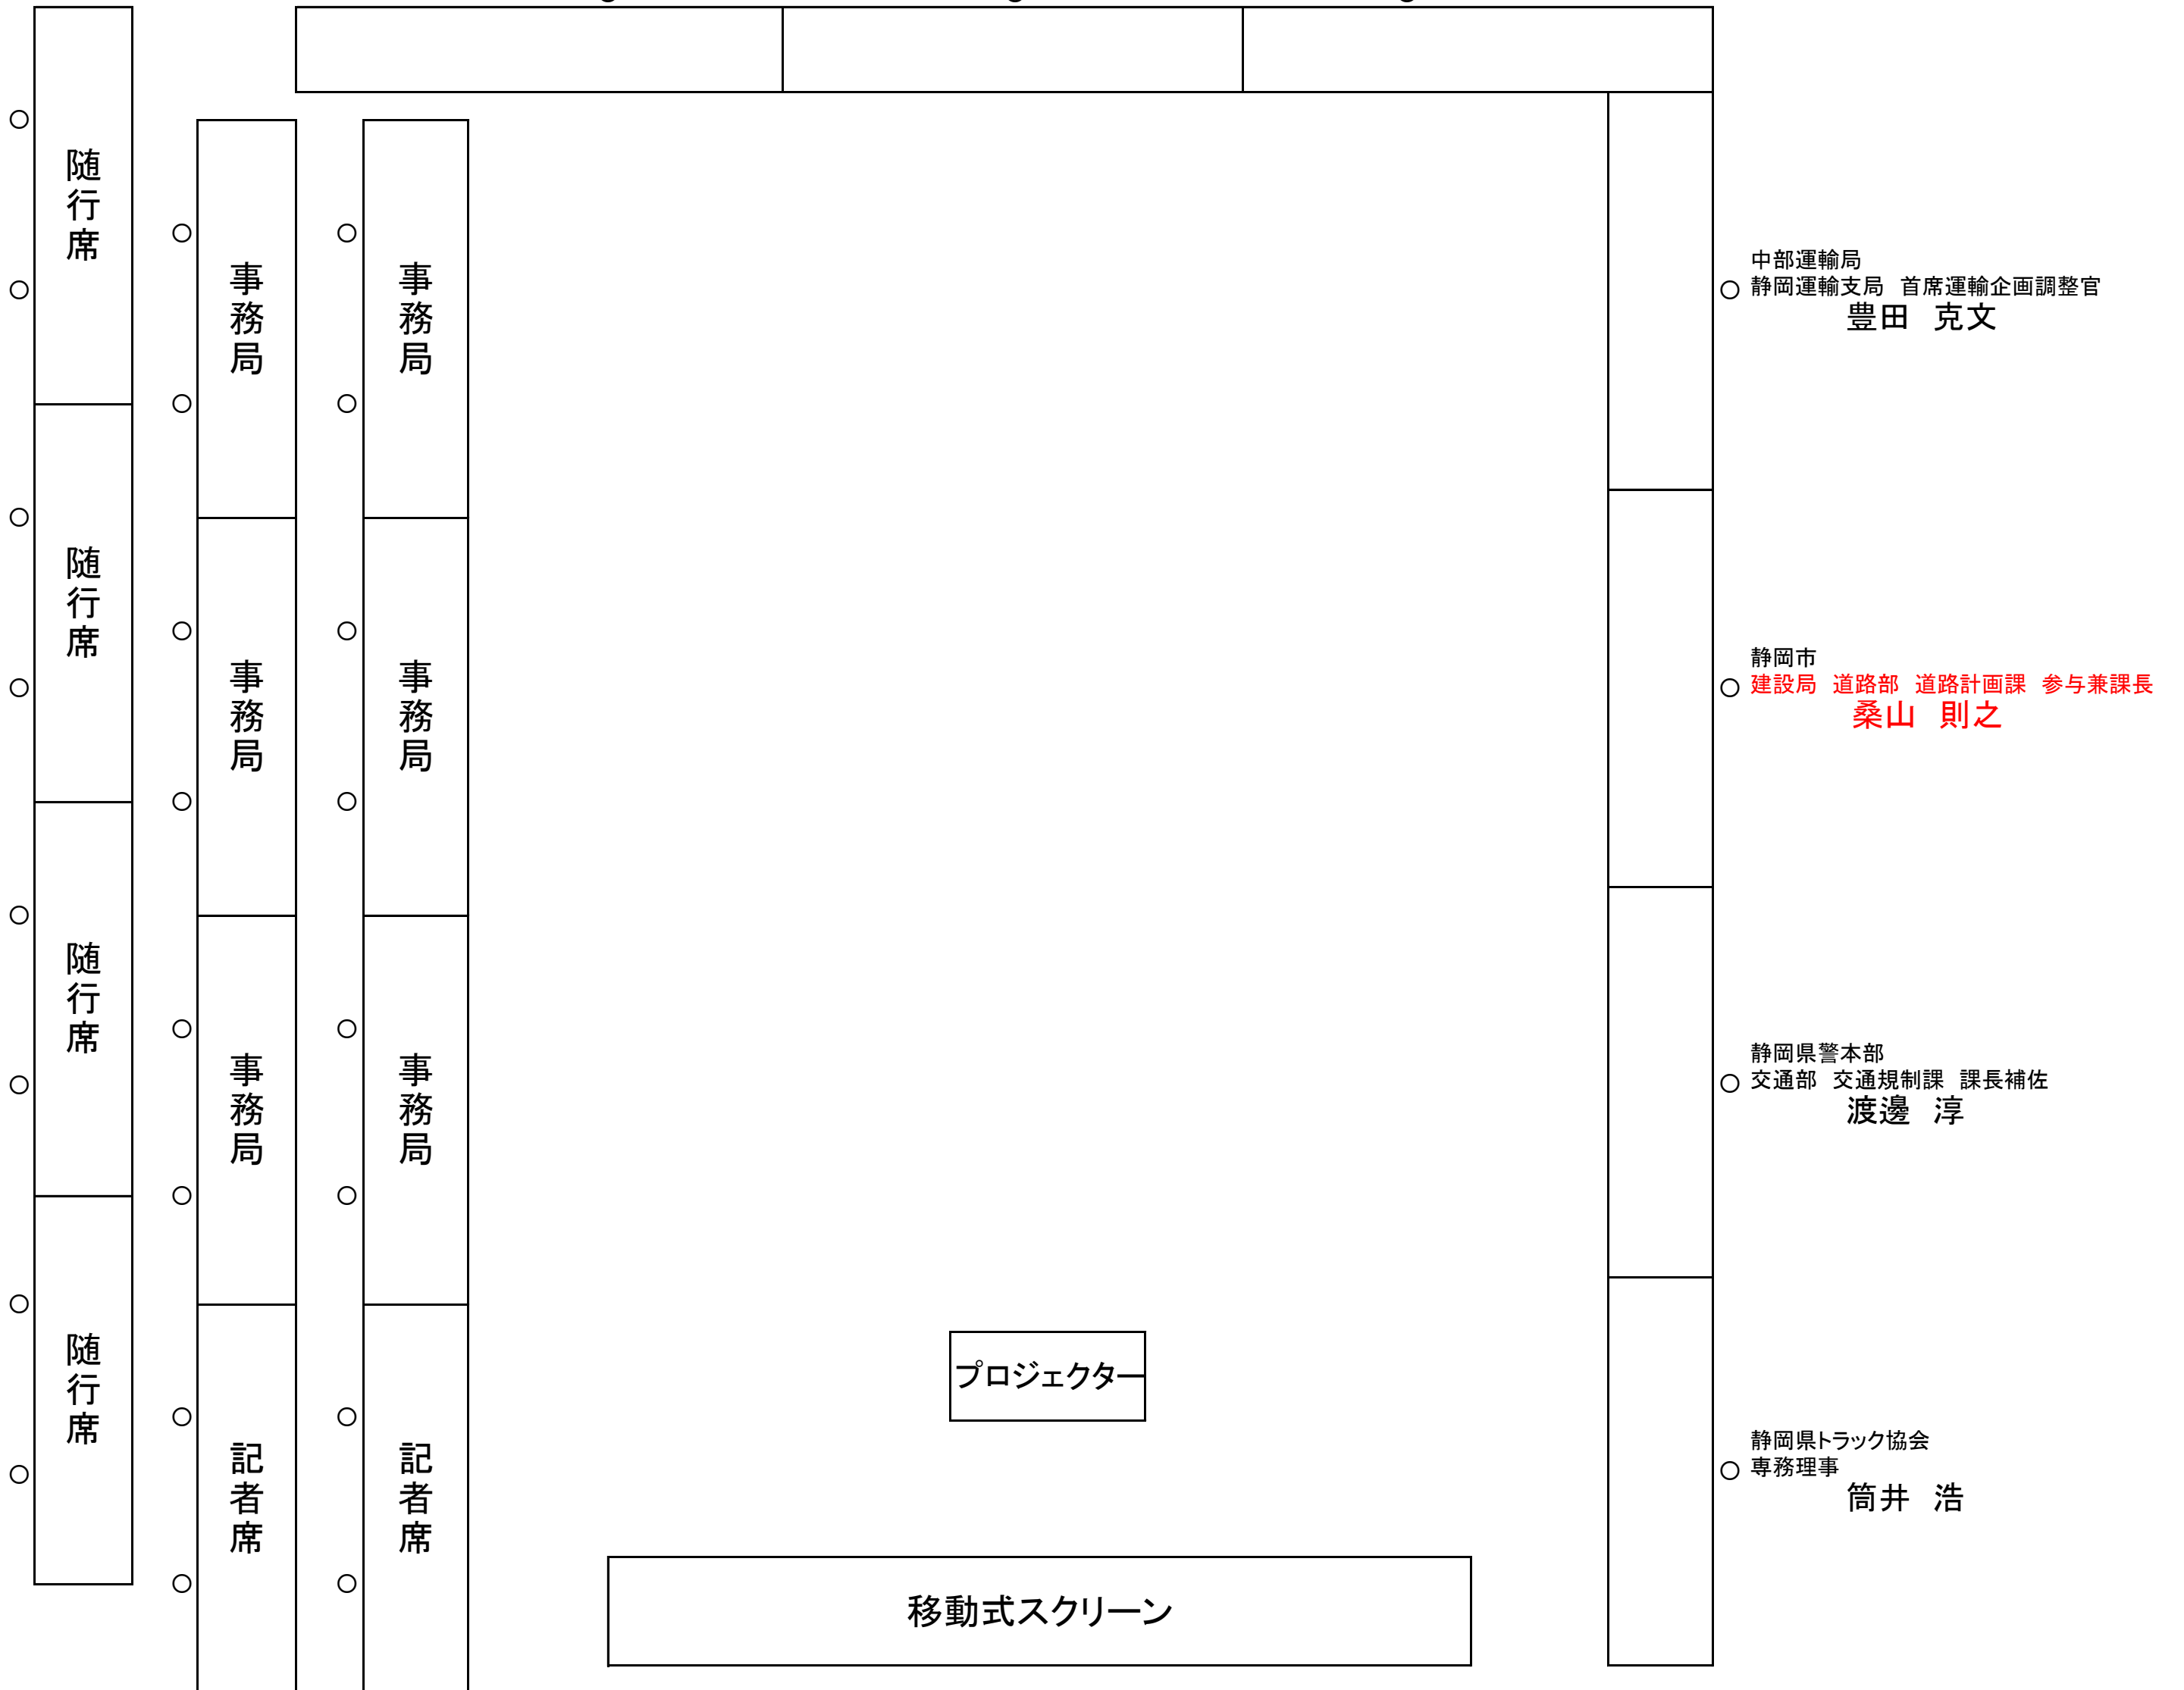 随行席
随行席
随行席
随行席
事務局
事務局
事務局
記者席
事務局
事務局
事務局
記者席
プロジェクター
移動式スクリーン
中部運輸局
静岡運輸支局　首席運輸企画調整官
豊田　克文
静岡市
建設局　道路部　道路計画課　参与兼課長
桑山　則之
静岡県警本部
交通部　交通規制課　課長補佐
渡邊　淳
静岡県トラック協会
専務理事
筒井　浩